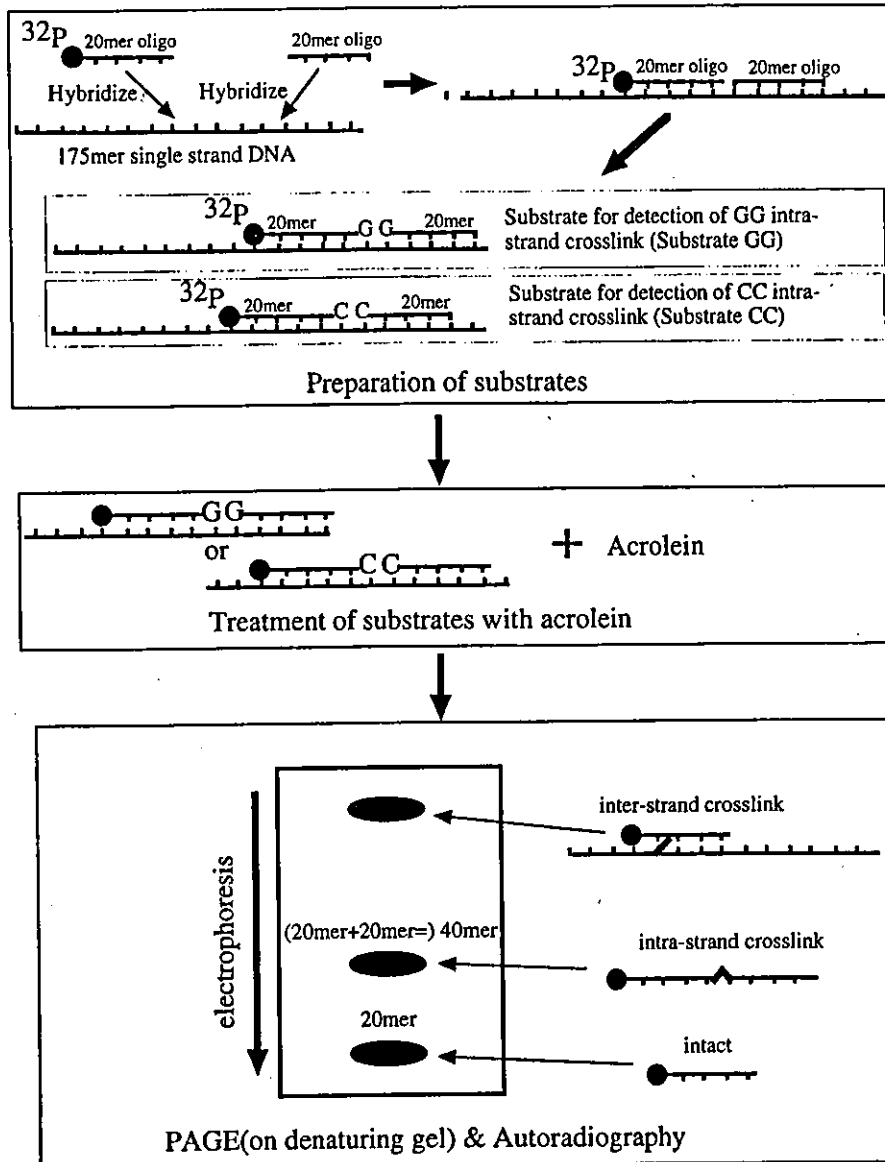 32P 20mer oligo 20mer oligo
Hybridize. Hybridize
175mer single strand DNA
32P 20mer oligo 20mer oligo
32P 20mer G G 20mer
Substrate for detection of GG intra-
strand crosslink (Substrate GG)
32P 20mer C C 20mer
Substrate for detection of CC intra-
strand crosslink (Substrate CC)
Preparation of substrates
GG
or
CC
+ Acrolein
Treatment of substrates with acrolein
electrophoresis
inter-strand crosslink
(20mer+20mer=) 40mer
intra-strand crosslink
20mer
intact
PAGE(on denaturing gel) & Autoradiography